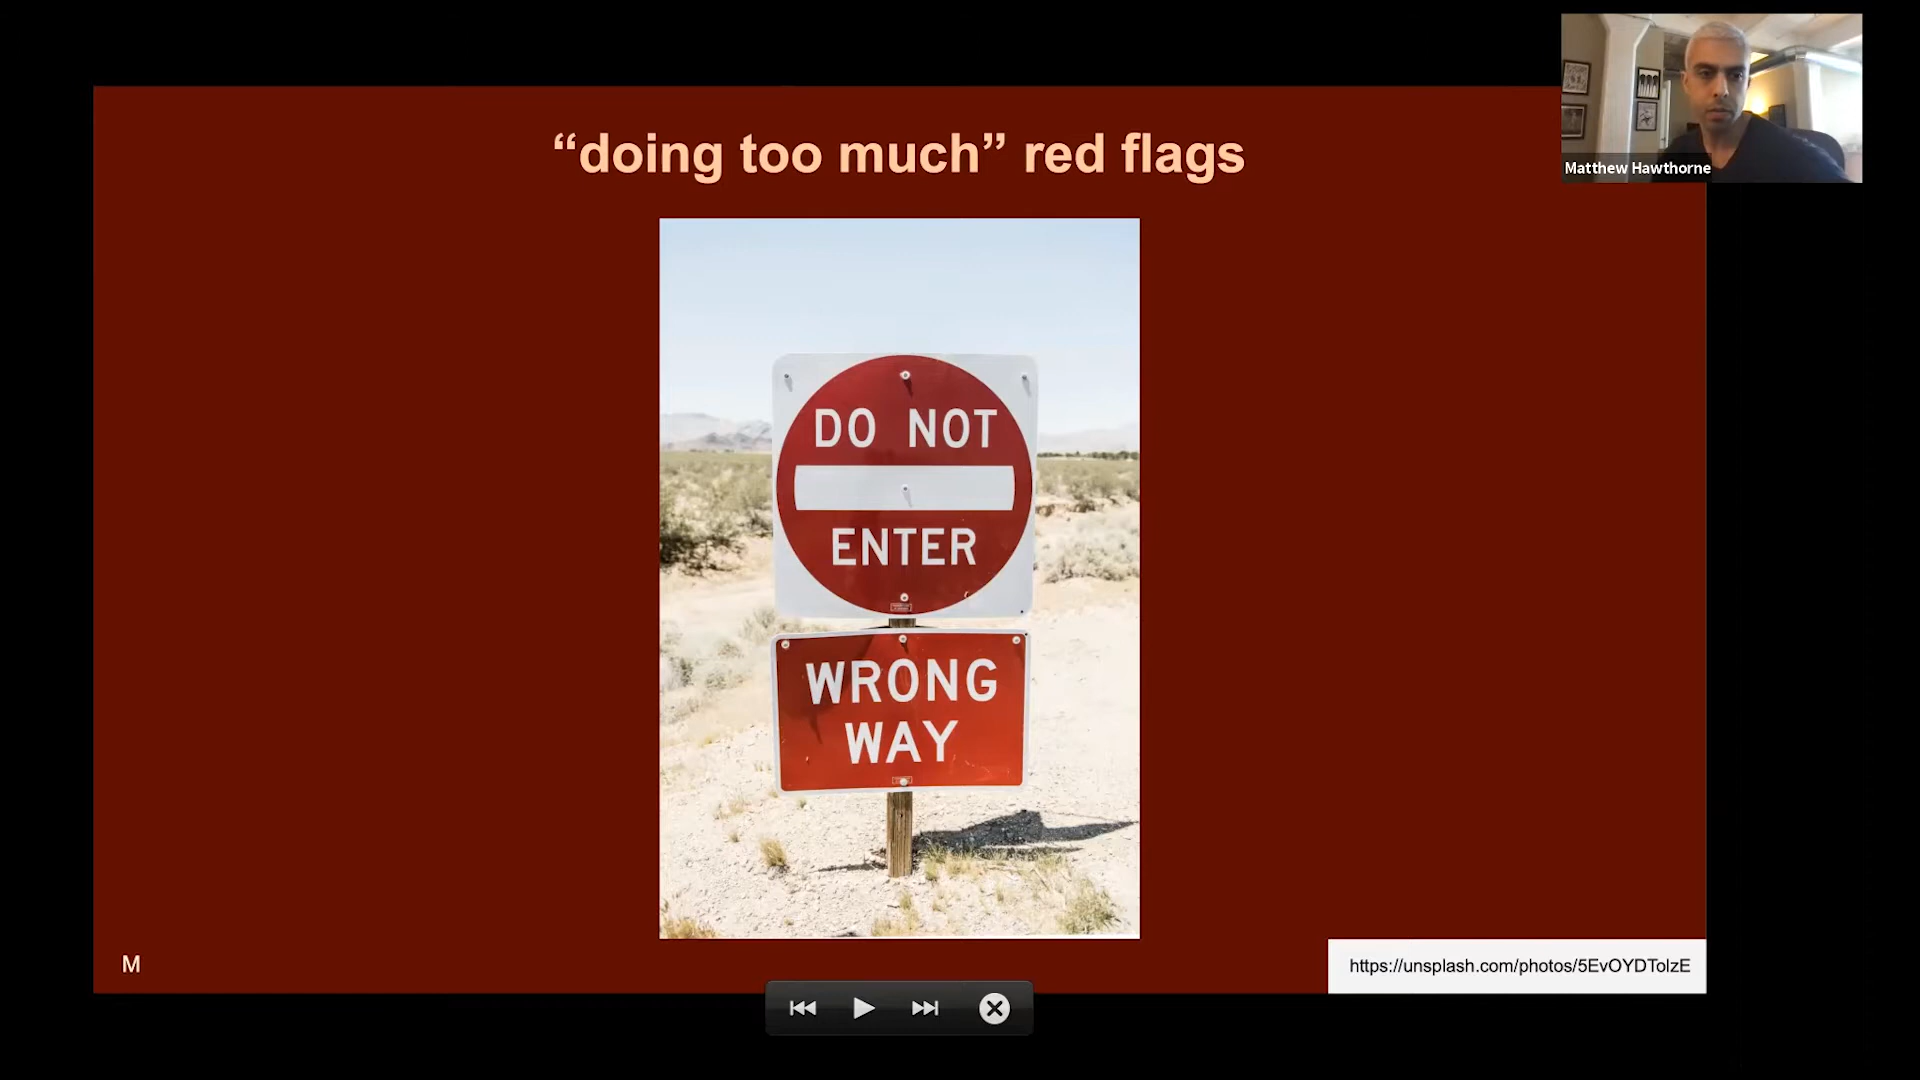 “doing too much” red flags
Matthew Hawthorne
DO NOT
ENTER
WRONG
WAY
M
https://unsplash.com/photos/5EvOYDTolzE